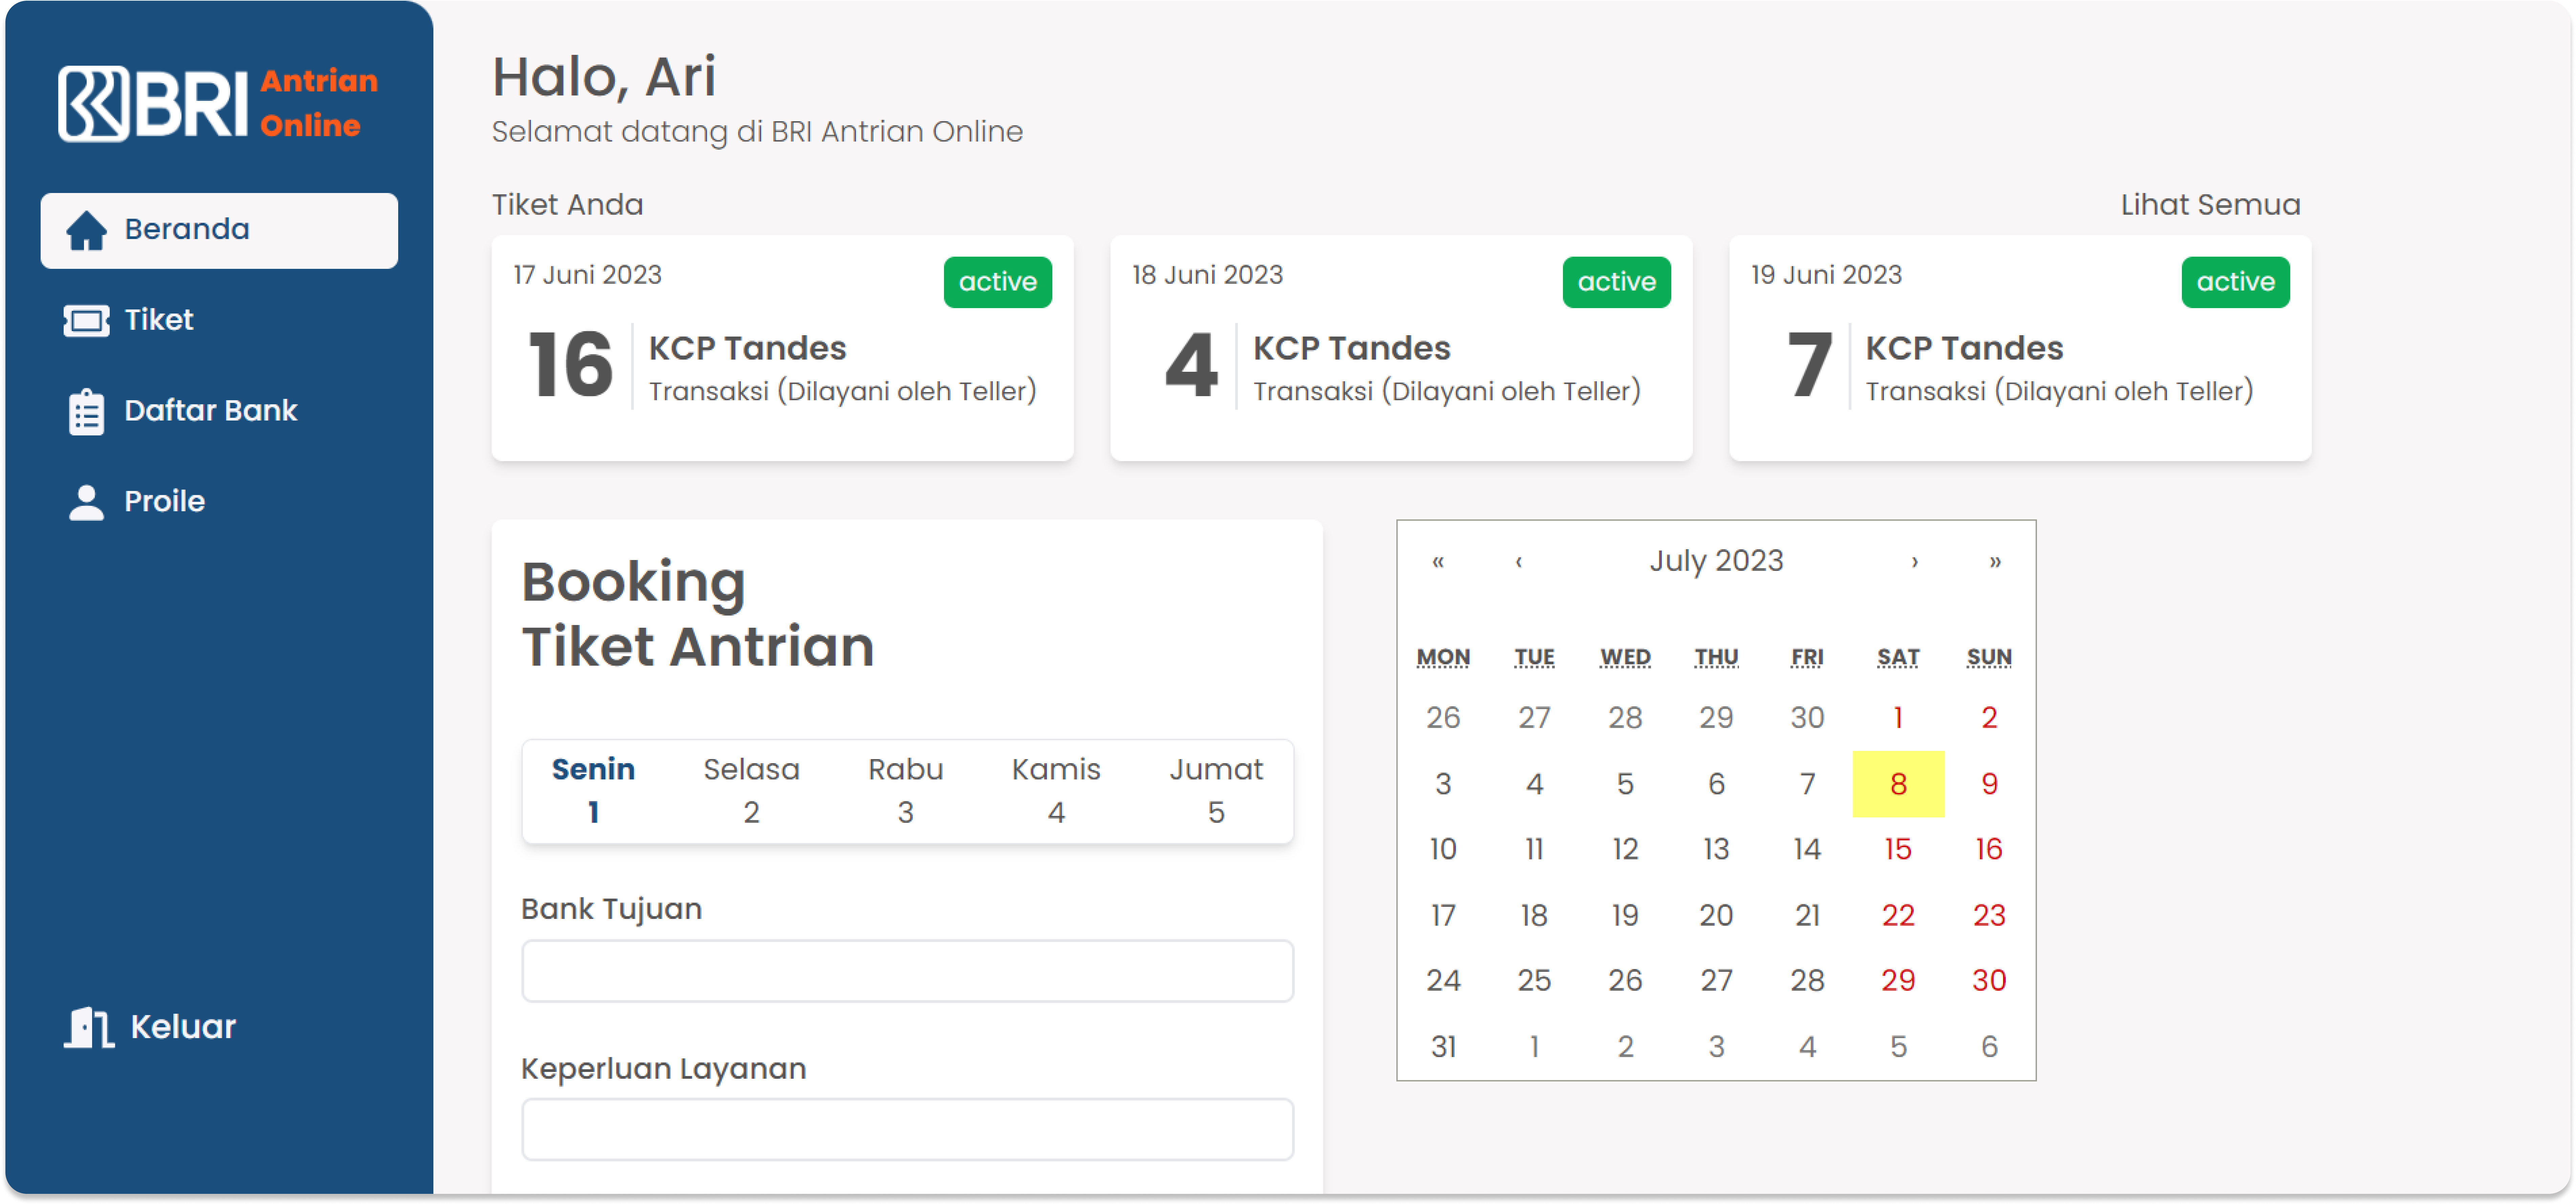 BRI Antrian
Online
Beranda
Tiket
Daftar Bank
Proile
Keluar
Halo, Ari
Selamat datang di BRI Antrian Online
Tiket Anda
Lihat Semua
17 Juni 2023
active
16
KCP Tandes
Transaksi (Dilayani oleh Teller)
18 Juni 2023
active
4
KCP Tandes
Transaksi (Dilayani oleh Teller)
19 Juni 2023
active
7
KCP Tandes
Transaksi (Dilayani oleh Teller)
Booking
Tiket Antrian
Senin Selasa Rabu Kamis Jumat
1 2 3 4 5
Bank Tujuan
Keperluan Layanan
« ‹ July 2023 › »
MON TUE WED THU FRI SAT SUN
26 27 28 29 30 1 2
3 4 5 6 7 8 9
10 11 12 13 14 15 16
17 18 19 20 21 22 23
24 25 26 27 28 29 30
31 1 2 3 4 5 6